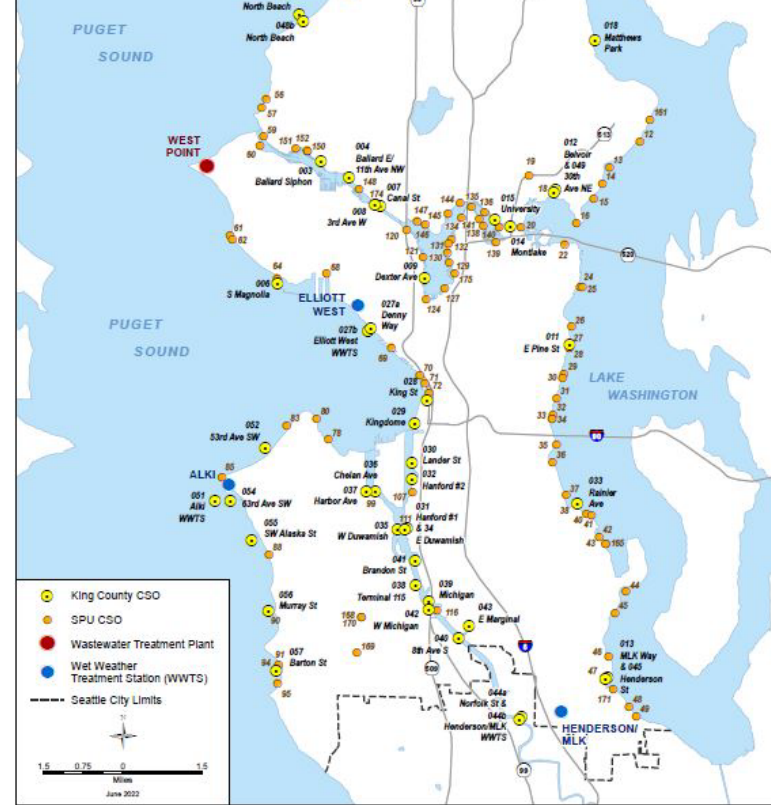 North Beach
048b
North Beach
PUGET
SOUND
018
Matthews
Park
56
57
59
60
151
152
150
WEST
POINT
003
Ballard Siphon
004
Ballard E/
11th Ave NW
148
174
007
Canal St
008
3rd Ave W
161
513
12
012
Belvoir
& 049
30th
Ave NE
13
14
15
16
18
19
015
University
20
014
Montlake
22
520
144
135
136
147
145
146
134
141
138
140
139
120
121
131
132
130
129
175
127
124
009
Dexter Ave
61
62
64
68
006
S Magnolia
ELLIOTT
WEST
027a
Denny
Way
027b
Elliott West
WWTS
69
24
25
26
011
E Pine St
27
28
29
30
31
32
33
34
35
36
PUGET
SOUND
LAKE
WASHINGTON
70
71
72
028
King St
029
Kingdome
90
80
83
78
052
53rd Ave SW
030
Lander St
032
Hanford #2
036
Chelan Ave
037
Harbor Ave
99
107
ALKI
85
051
Alki
WWTS
054
63rd Ave SW
031
Hanford #1
& 34
E Duwamish
111
035
W Duwamish
033
Rainier
Ave
37
38
40
41
42
43
165
055
SW Alaska St
88
041
Brandon St
038
Terminal 115
039
Michigan
042
W Michigan
116
043
E Marginal
040
8th Ave S
44
45
056
Murray St
90
168
170
169
057
Barton St
91
94
95
509
5
46
47
013
MLK Way
& 045
Henderson
St
171
48
49
044a
Norfolk St &
044b
Henderson/MLK
WWTS
HENDERSON/
MLK
99
King County CSO
SPU CSO
Wastewater Treatment Plant
Wet Weather
Treatment Station (WWTS)
Seattle City Limits
N
1.5 0.75 0 1.5
Miles
June 2022